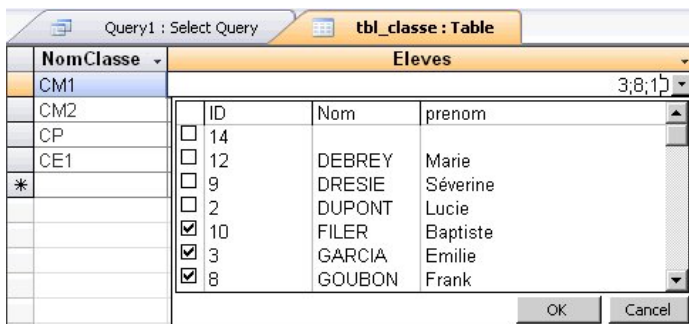 Query1 : Select Query tbl_classe : Table
NomClasse Eleves
CM1 3;8;1
CM2 ID Nom prenom
CP 14
CE1 12 DEBREY Marie
9 DRESIE Séverine
2 DUPONT Lucie
10 FILER Baptiste
3 GARCIA Emilie
8 GOUBON Frank
OK Cancel